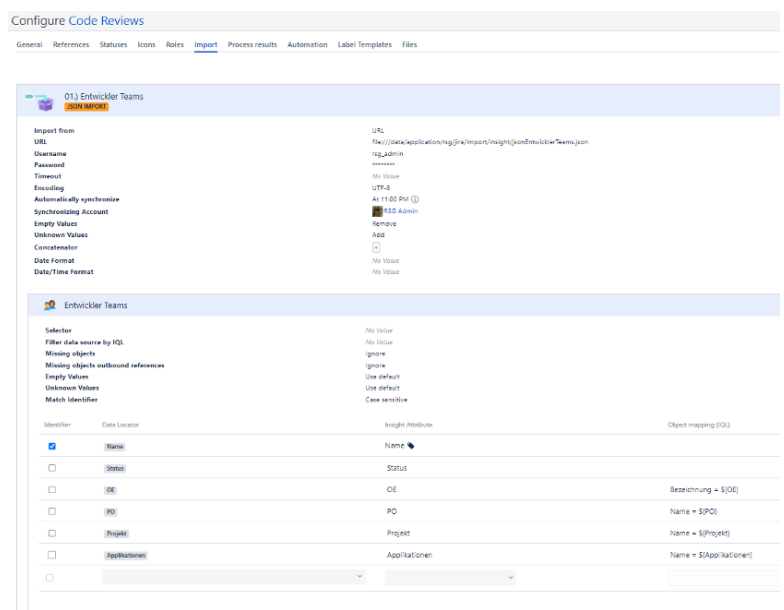 Configure Code Reviews
General References Statuses Icons Roles Import Process results Automation Label Templates Files
01.) Entwickler Teams
JSON IMPORT
Import from URL
URL file:///data/application/rsg/jira/import/insight/jsonEntwicklerTeams.json
Username rsg_admin
Password ********
Timeout No Value
Encoding UTF-8
Automatically synchronize At 11:00 PM
Synchronizing Account RSG Admin
Empty Values Remove
Unknown Values Add
Concatenator -
Date Format No Value
Date/Time Format No Value
Entwickler Teams
Selector No Value
Filter data source by IQL No Value
Missing objects Ignore
Missing objects outbound references Ignore
Empty Values Use default
Unknown Values Use default
Match Identifier Case sensitive
Identifier Data Locator Insight Attribute Object mapping (IQL)
Name Name
Status Status
OE OE Bezeichnung = ${OE}
PO PO Name = ${PO}
Projekt Projekt Name = ${Projekt}
Applikationen Applikationen Name = ${Applikationen}